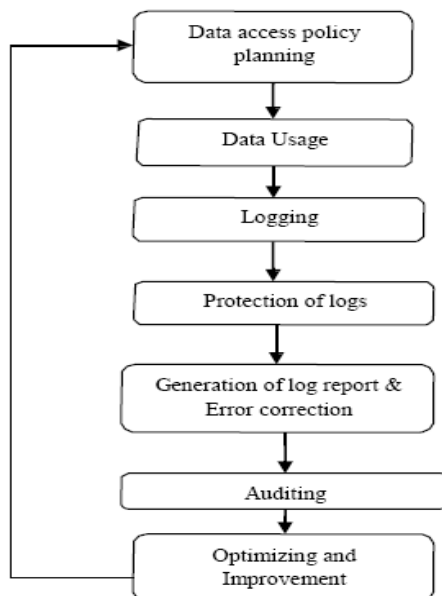 Data access policy
planning
Data Usage
Logging
Protection of logs
Generation of log report &
Error correction
Auditing
Optimizing and
Improvement